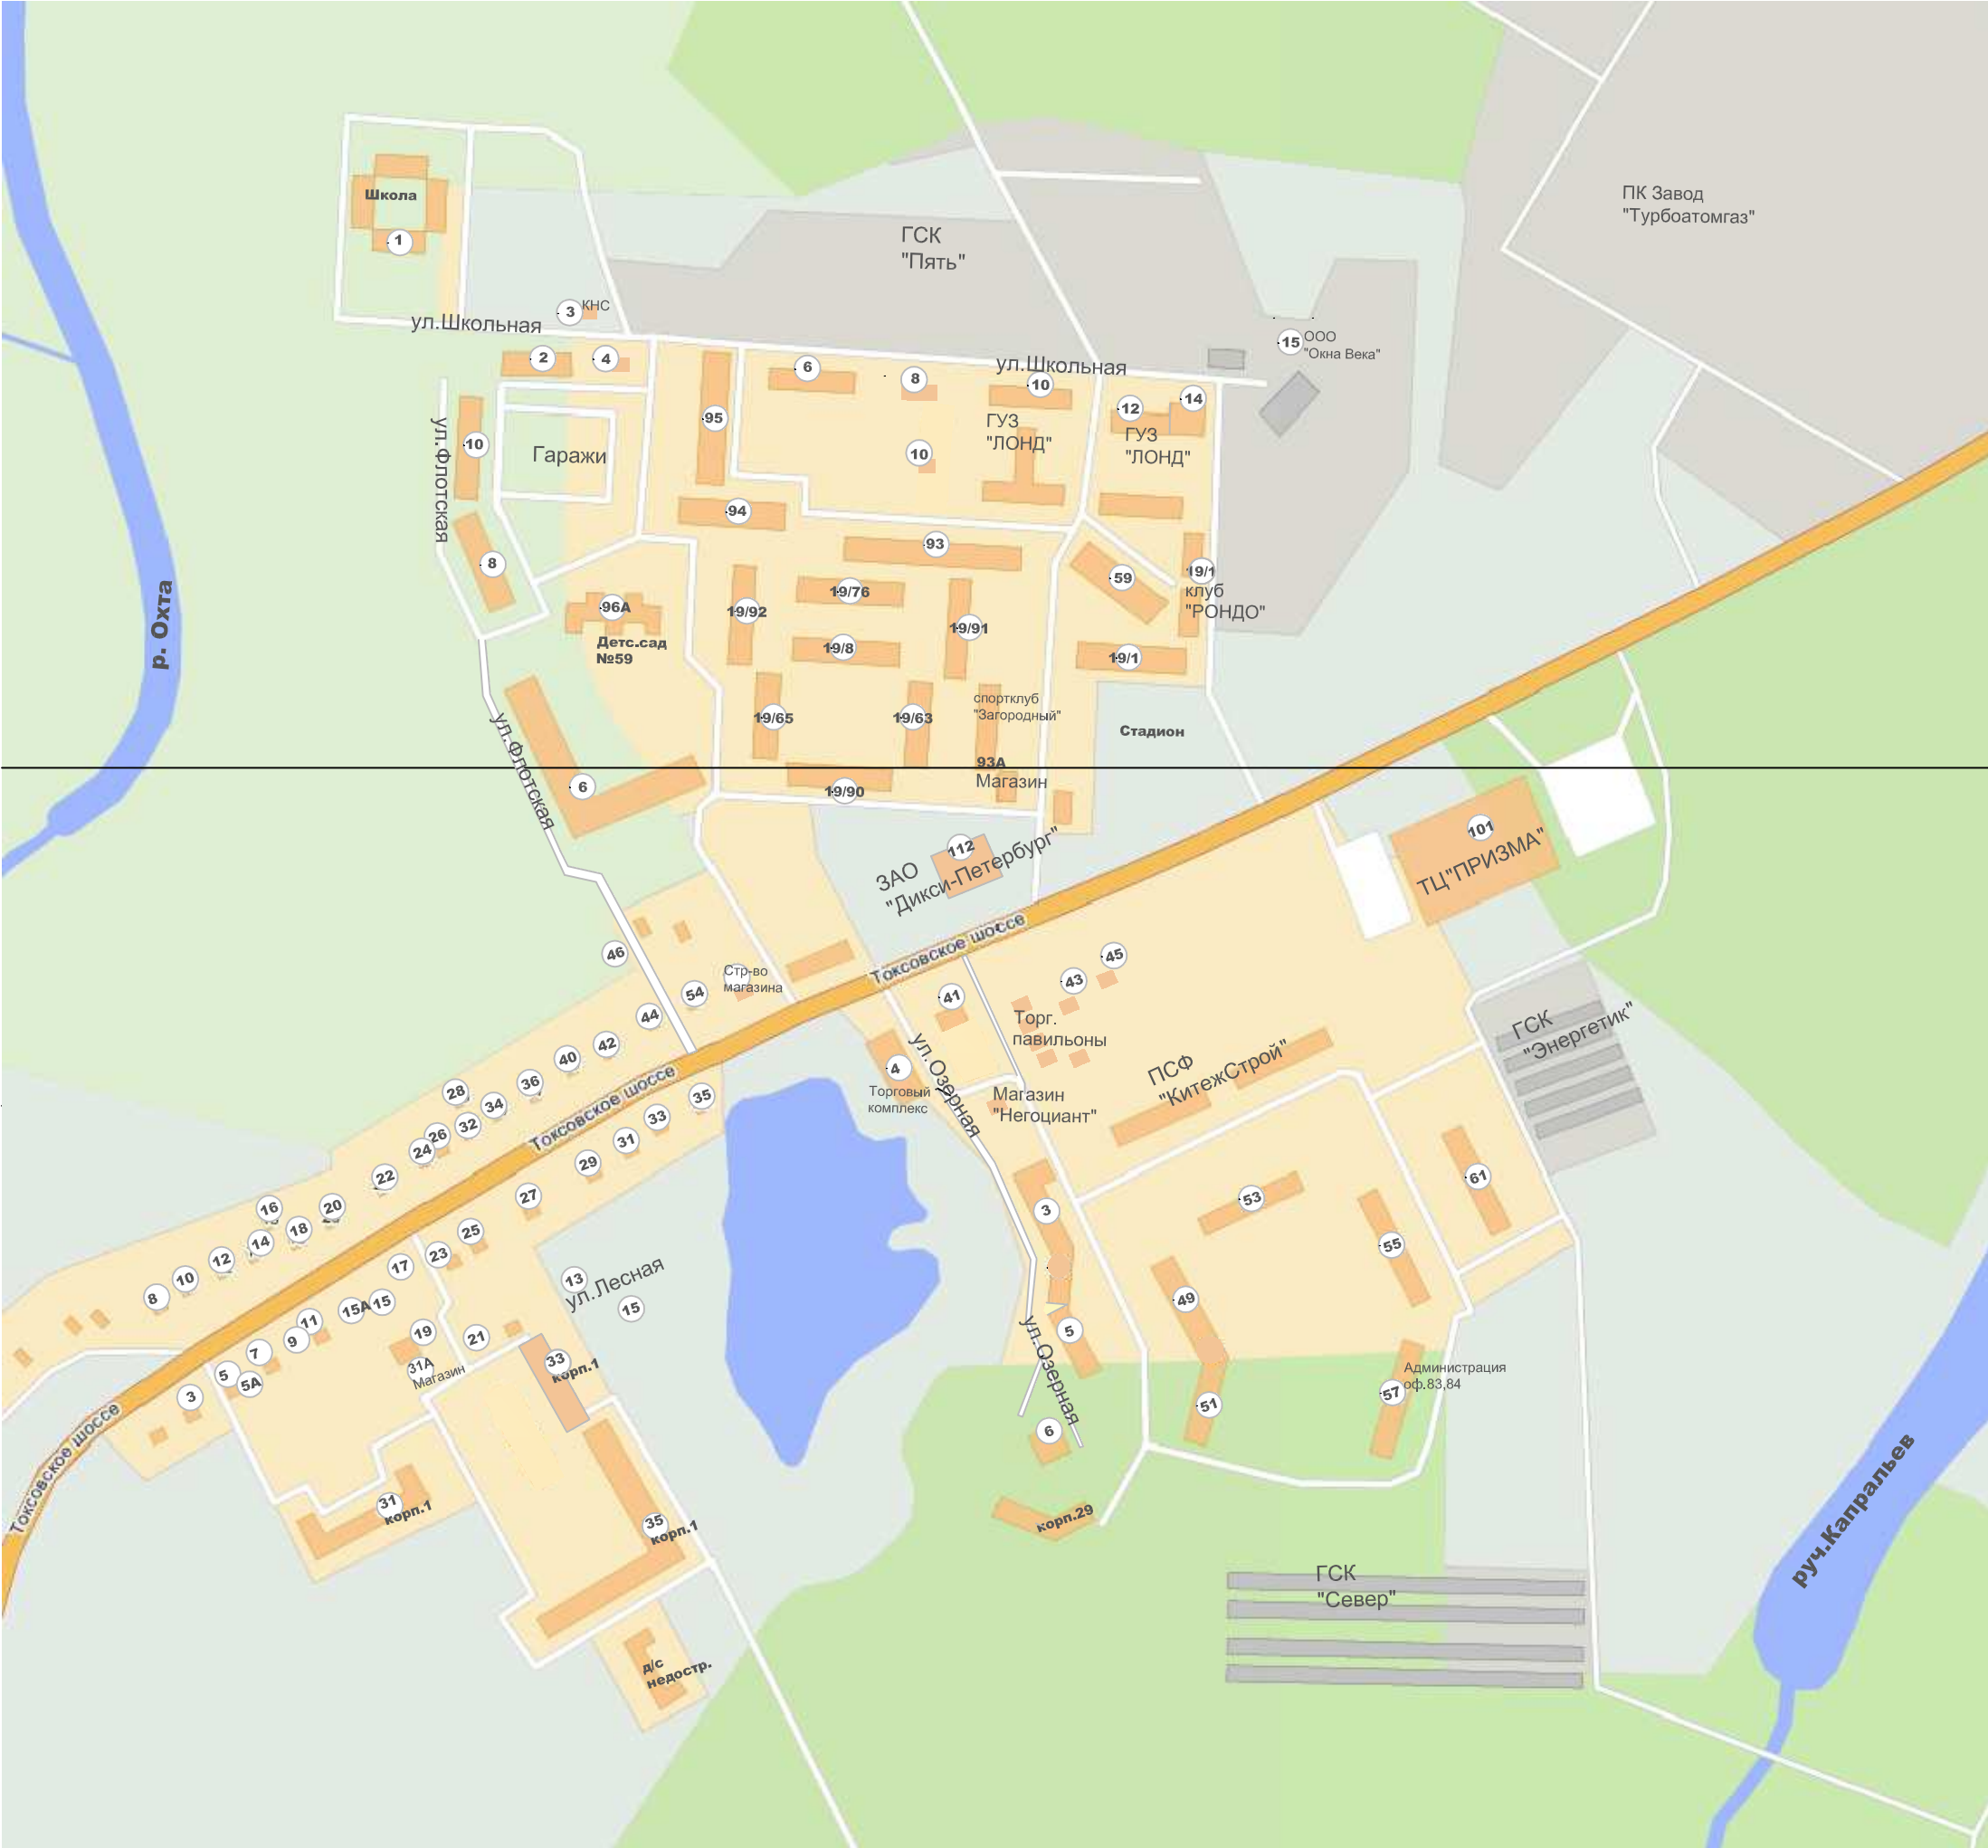 ПК Завод
"Турбоатомгаз"
Школа
1
ГСК
"Пять"
3
КНС
ул.Школьная
15
ООО
"Окна Века"
2
4
6
8
ул.Школьная
10
12
14
95
ГУЗ
"ЛОНД"
ГУЗ
"ЛОНД"
ул.Флотская
10
Гаражи
10
94
93
8
59
19/1
клуб
"РОНДО"
р. Охта
96А
Детс.сад
№59
19/92
19/76
19/91
19/8
19/1
19/65
19/63
спортклуб
"Загородный"
Стадион
93А
Магазин
ул.Флотская
6
19/90
112
ЗАО
"Дикси-Петербург"
101
ТЦ"ПРИЗМА"
Токсовское шоссе
46
Стр-во
магазина
54
44
42
40
36
28
34
32
26
24
22
20
16
18
14
12
10
8
41
43
45
Торг.
павильоны
ул.Озерная
4
Торговый
комплекс
Магазин
"Негоциант"
ПСФ
"КитежСтрой"
ГСК
"Энергетик"
Токсовское шоссе
35
33
31
29
27
25
23
17
15
15А
11
9
7
5
5А
3
19
21
31А
Магазин
13
ул.Лесная
15
33
корп.1
3
53
61
55
49
5
ул.Озерная
51
57
Администрация
оф.83,84
6
корп.29
31
корп.1
35
корп.1
Токсовское шоссе
д/с
недостр.
ГСК
"Север"
руч.Капральев